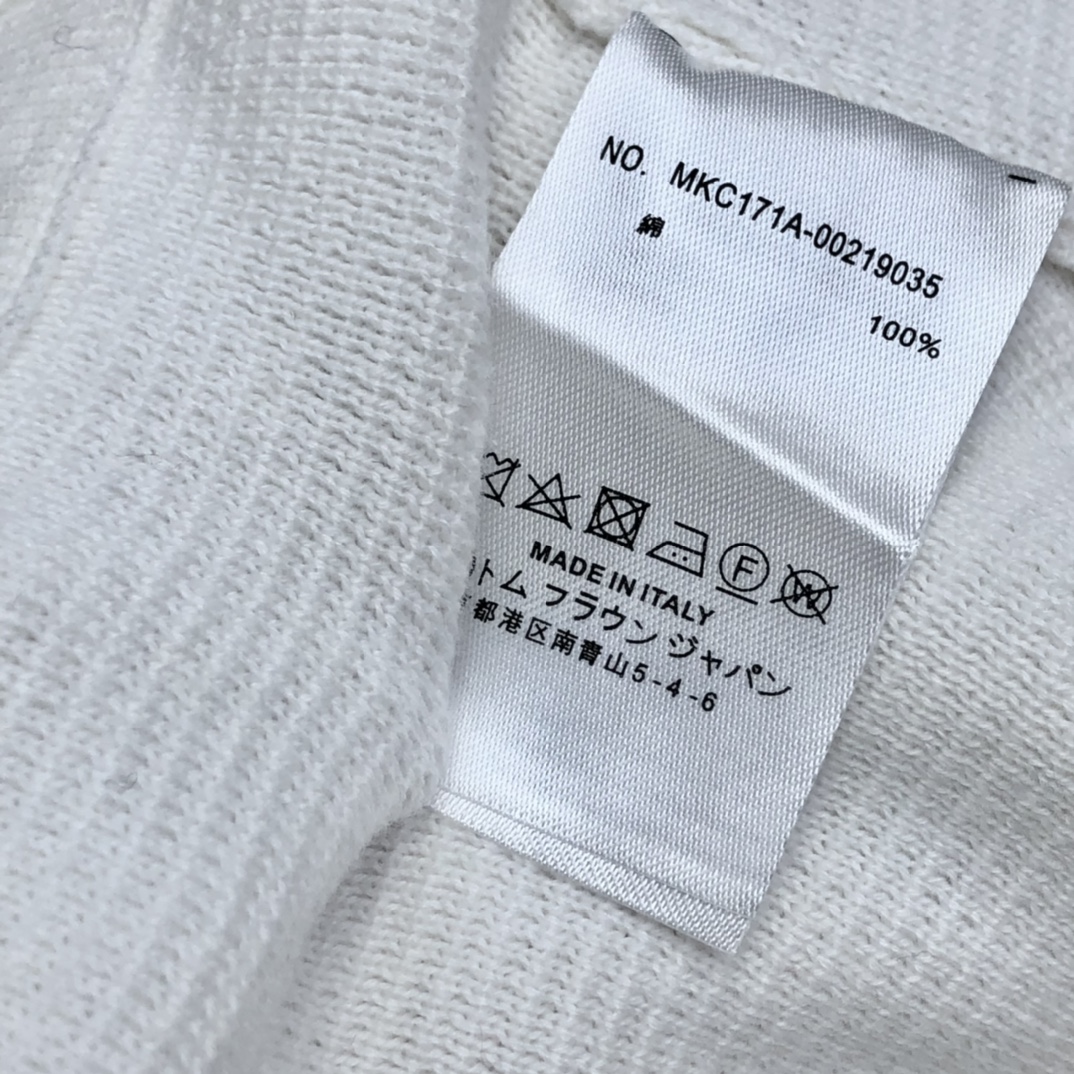 NO. MKC171A-00219035
綿 100%
F W
MADE IN ITALY
トム ブラウン ジャパン
都港区南青山5-4-6